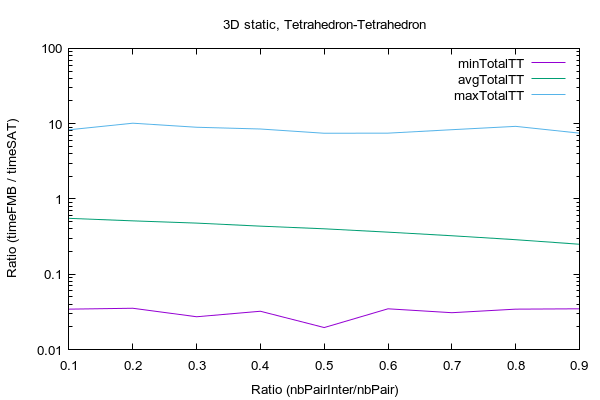 3D static, Tetrahedron-Tetrahedron
minTotalTT
avgTotalTT
maxTotalTT
100
10
1
0.1
0.01
Ratio (timeFMB / timeSAT)
0.1 0.2 0.3 0.4 0.5 0.6 0.7 0.8 0.9
Ratio (nbPairInter/nbPair)